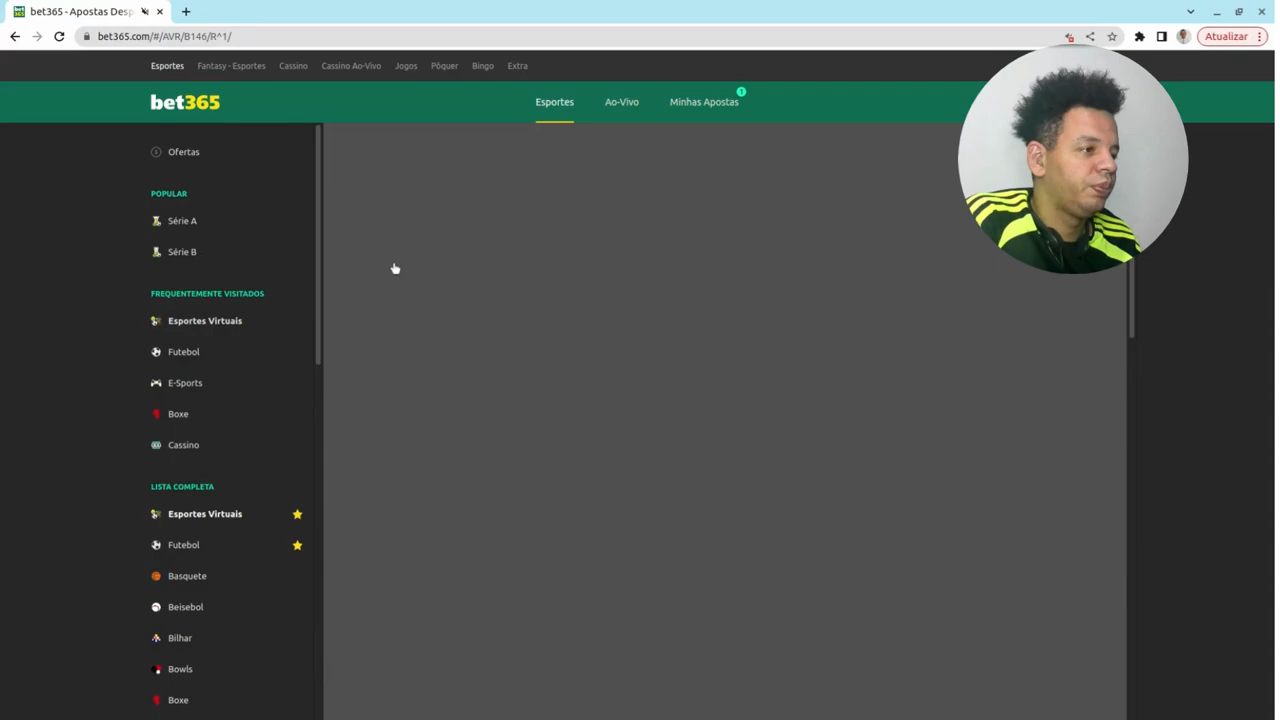 bet365 - Apostas Desp
bet365.com/#/AVR/B146/R^1/
Atualizar
Esportes
Fantasy - Esportes
Cassino
Cassino Ao-Vivo
Jogos
Pôquer
Bingo
Extra
bet365
Esportes
Ao-Vivo
Minhas Apostas
1
Ofertas
POPULAR
Série A
Série B
FREQUENTEMENTE VISITADOS
Esportes Virtuais
Futebol
E-Sports
Boxe
Cassino
LISTA COMPLETA
Esportes Virtuais
Futebol
Basquete
Beisebol
Bilhar
Bowls
Boxe